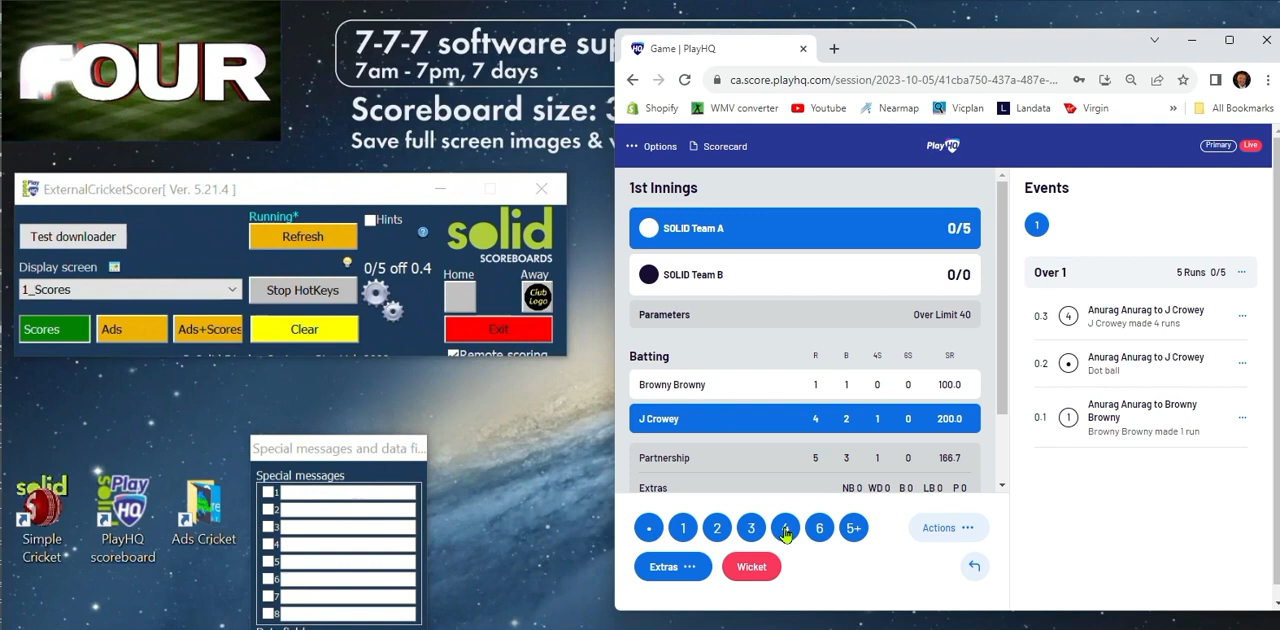 FOUR
7-7-7 software su
7am - 7pm, 7 days
Scoreboard size: 3
Save full screen images &
ExternalCricketScorer[ Ver. 5.21.4 ]
Test downloader
Running*
Refresh
Hints
solid
SCOREBOARDS
Display screen
0/5 off 0.4
1_Scores
Stop HotKeys
Home
Away
Club
Logo
Scores
Ads
Ads+Scores
Clear
Exit
Remote scoring
Special messages and data fi...
Special messages
1
2
3
4
5
6
7
8
solid
Simple
Cricket
Play
HQ
PlayHQ
scoreboard
Ads Cricket
Game | PlayHQ
ca.score.playhq.com/session/2023-10-05/41cba750-437a-487e-...
Shopify
WMV converter
Youtube
Nearmap
Vicplan
Landata
Virgin
»
All Bookmarks
Options
Scorecard
PlayHQ
Primary
Live
1st Innings
SOLID Team A 0/5
SOLID Team B 0/0
Parameters Over Limit 40
Batting R B 4S 6S SR
Browny Browny 1 1 0 0 100.0
J Crowey 4 2 1 0 200.0
Partnership 5 3 1 0 166.7
Extras NB 0 WD 0 B 0 LB 0 P 0
• 1 2 3 4 6 5+
Actions •••
Extras •••
Wicket
Events
1
Over 1 5 Runs 0/5 ...
0.3 4 Anurag Anurag to J Crowey
J Crowey made 4 runs
0.2 • Anurag Anurag to J Crowey
Dot ball
0.1 1 Anurag Anurag to Browny
Browny
Browny Browny made 1 run